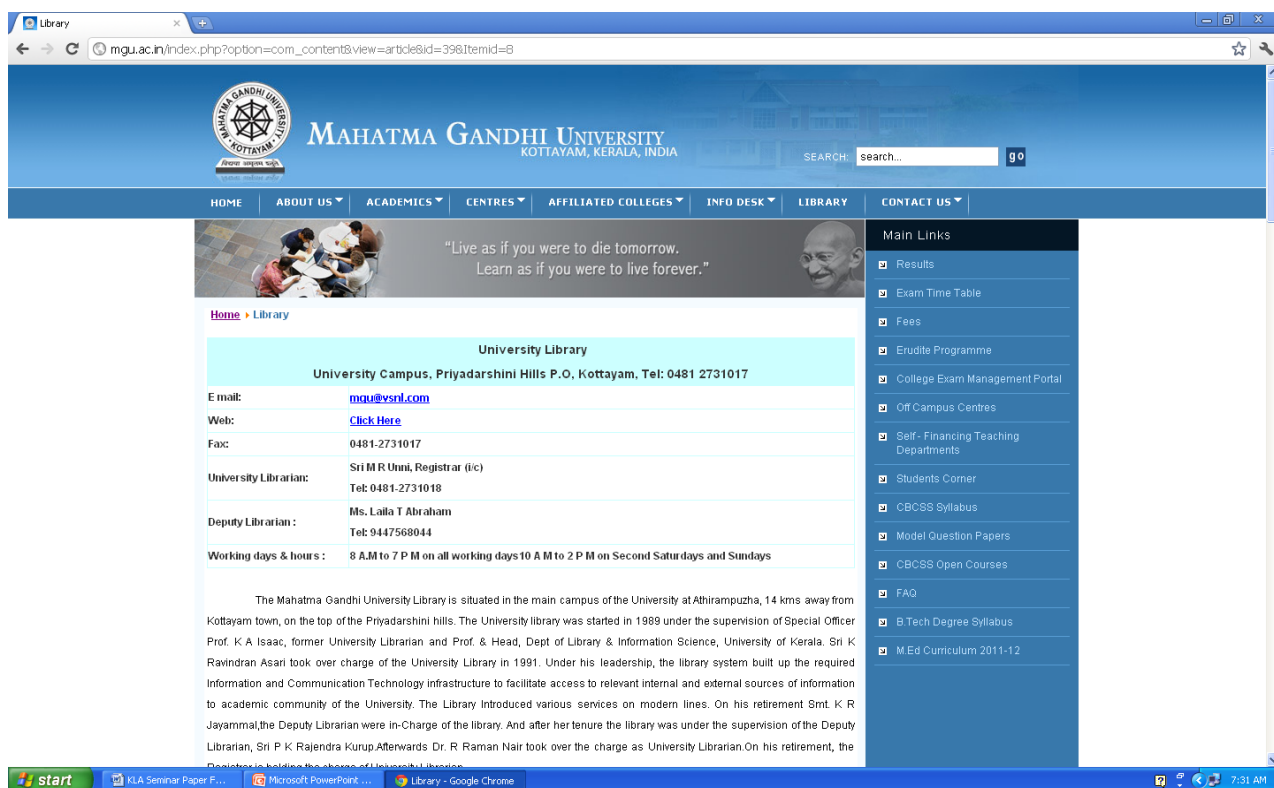 Library
mgu.ac.in/index.php?option=com_content&view=article&id=39&Itemid=8
MAHATMA GANDHI UNIVERSITY
KOTTAYAM
MAHATMA GANDHI UNIVERSITY
KOTTAYAM, KERALA, INDIA
SEARCH: search... go
HOME ABOUT US ACADEMICS CENTRES AFFILIATED COLLEGES INFO DESK LIBRARY CONTACT US
"Live as if you were to die tomorrow.
Learn as if you were to live forever."
Home Library
University Library
University Campus, Priyadarshini Hills P.O, Kottayam, Tel: 0481 2731017
E mail: mgu@vsnl.com
Web: Click Here
Fax: 0481-2731017
University Librarian: Sri M R Unni, Registrar (i/c)
Tel: 0481-2731018
Deputy Librarian : Ms. Laila T Abraham
Tel: 9447568044
Working days & hours : 8 A.M to 7 P M on all working days10 A M to 2 P M on Second Saturdays and Sundays
The Mahatma Gandhi University Library is situated in the main campus of the University at Athirampuzha, 14 kms away from
Kottayam town, on the top of the Priyadarshini hills. The University library was started in 1989 under the supervision of Special Officer
Prof. K A Isaac, former University Librarian and Prof. & Head, Dept of Library & Information Science, University of Kerala. Sri K
Ravindran Asari took over charge of the University Library in 1991. Under his leadership, the library system built up the required
Information and Communication Technology infrastructure to facilitate access to relevant internal and external sources of information
to academic community of the University. The Library Introduced various services on modern lines. On his retirement Smt. K R
Jayammal,the Deputy Librarian were in-Charge of the library. And after her tenure the library was under the supervision of the Deputy
Librarian, Sri P K Rajendra Kurup.Afterwards Dr. R Raman Nair took over the charge as University Librarian.On his retirement, the
Registrar is holding the charge of University Librarian
Main Links
Results
Exam Time Table
Fees
Erudite Programme
College Exam Management Portal
Off Campus Centres
Self - Financing Teaching
Departments
Students Corner
CBCSS Syllabus
Model Question Papers
CBCSS Open Courses
FAQ
B.Tech Degree Syllabus
M.Ed Curriculum 2011-12
start KLA Seminar Paper F... Microsoft PowerPoint ... Library - Google Chrome 7:31 AM